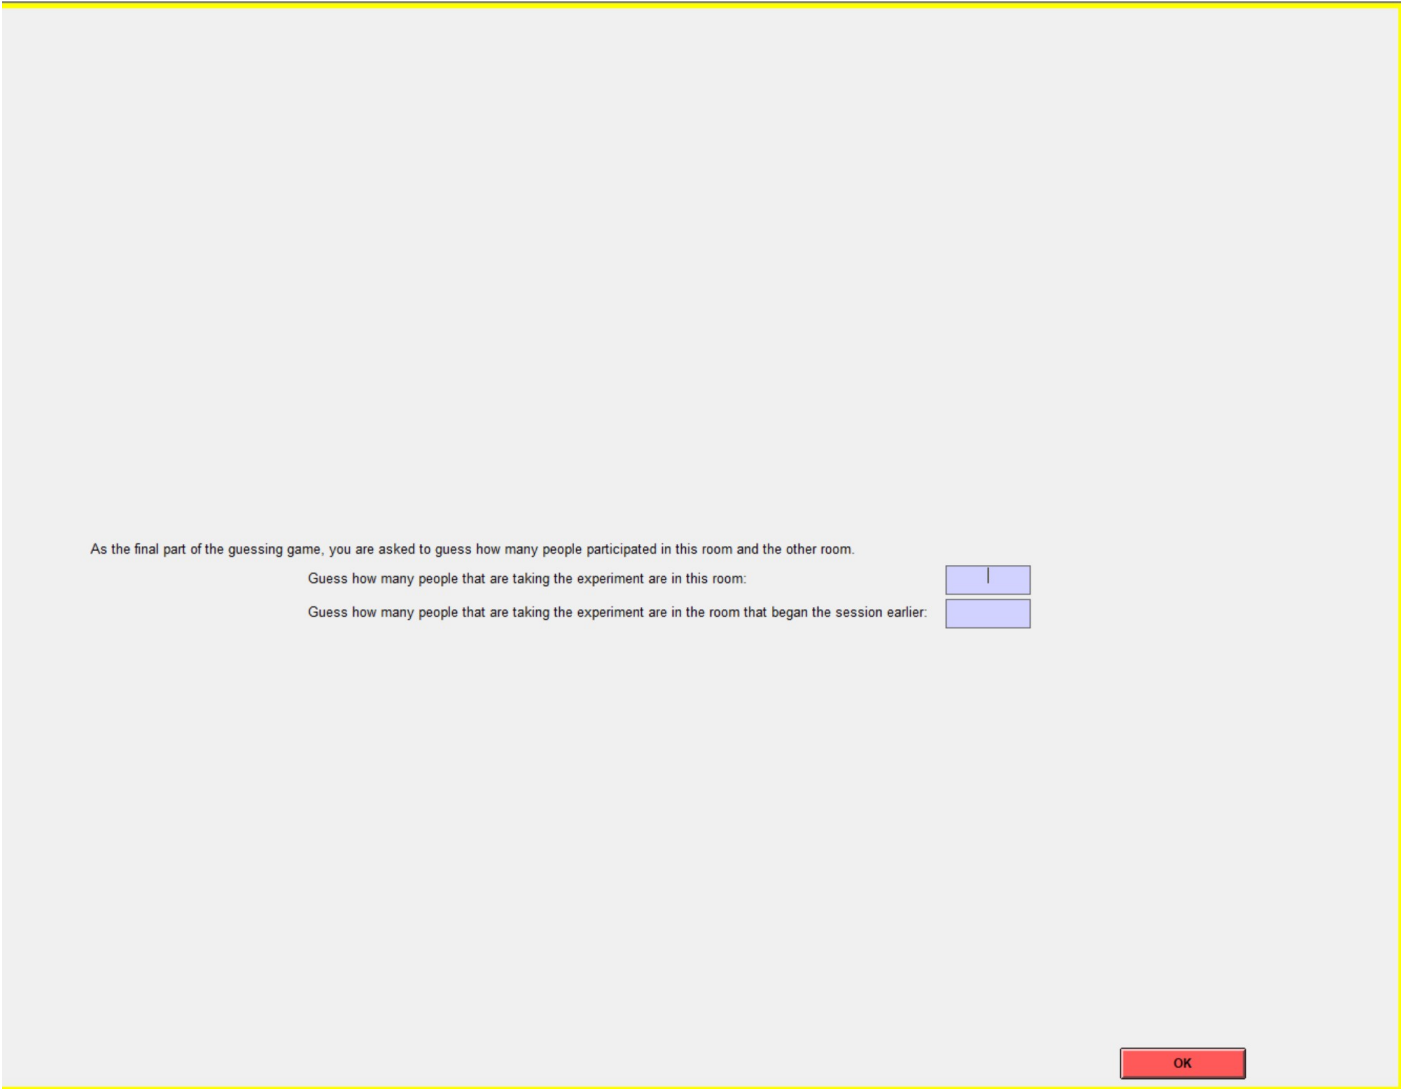 As the final part of the guessing game, you are asked to guess how many people participated in this room and the other room.
Guess how many people that are taking the experiment are in this room:
Guess how many people that are taking the experiment are in the room that began the session earlier:
OK